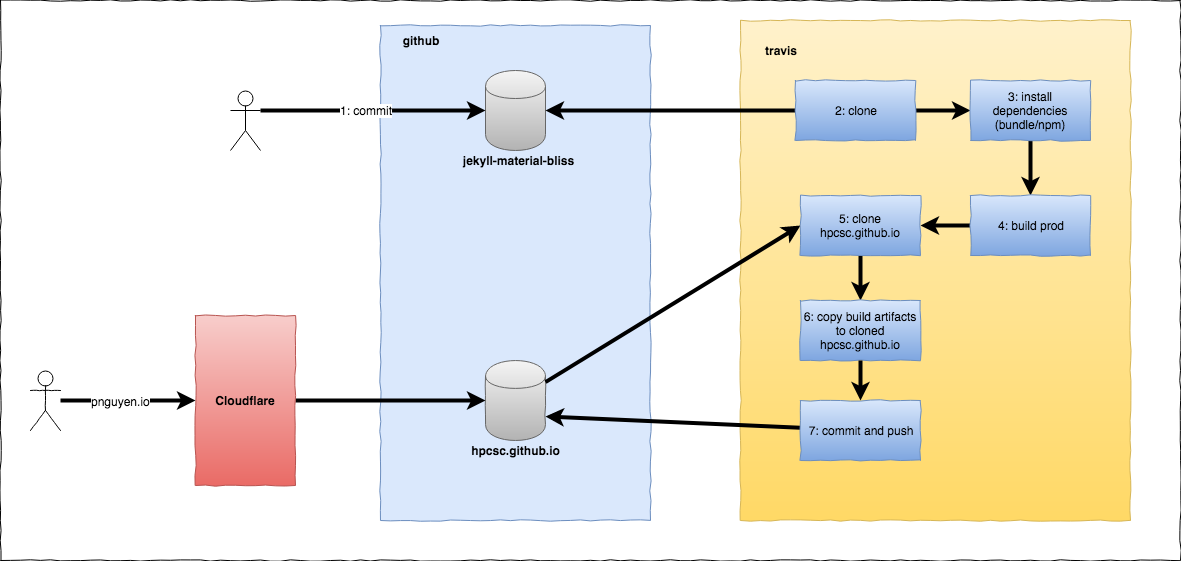 github
travis
1: commit
2: clone
3: install
dependencies
(bundle/npm)
jekyll-material-bliss
5: clone
hpcsc.github.io
4: build prod
6: copy build artifacts
to cloned
hpcsc.github.io
pnguyen.io
Cloudflare
7: commit and push
hpcsc.github.io